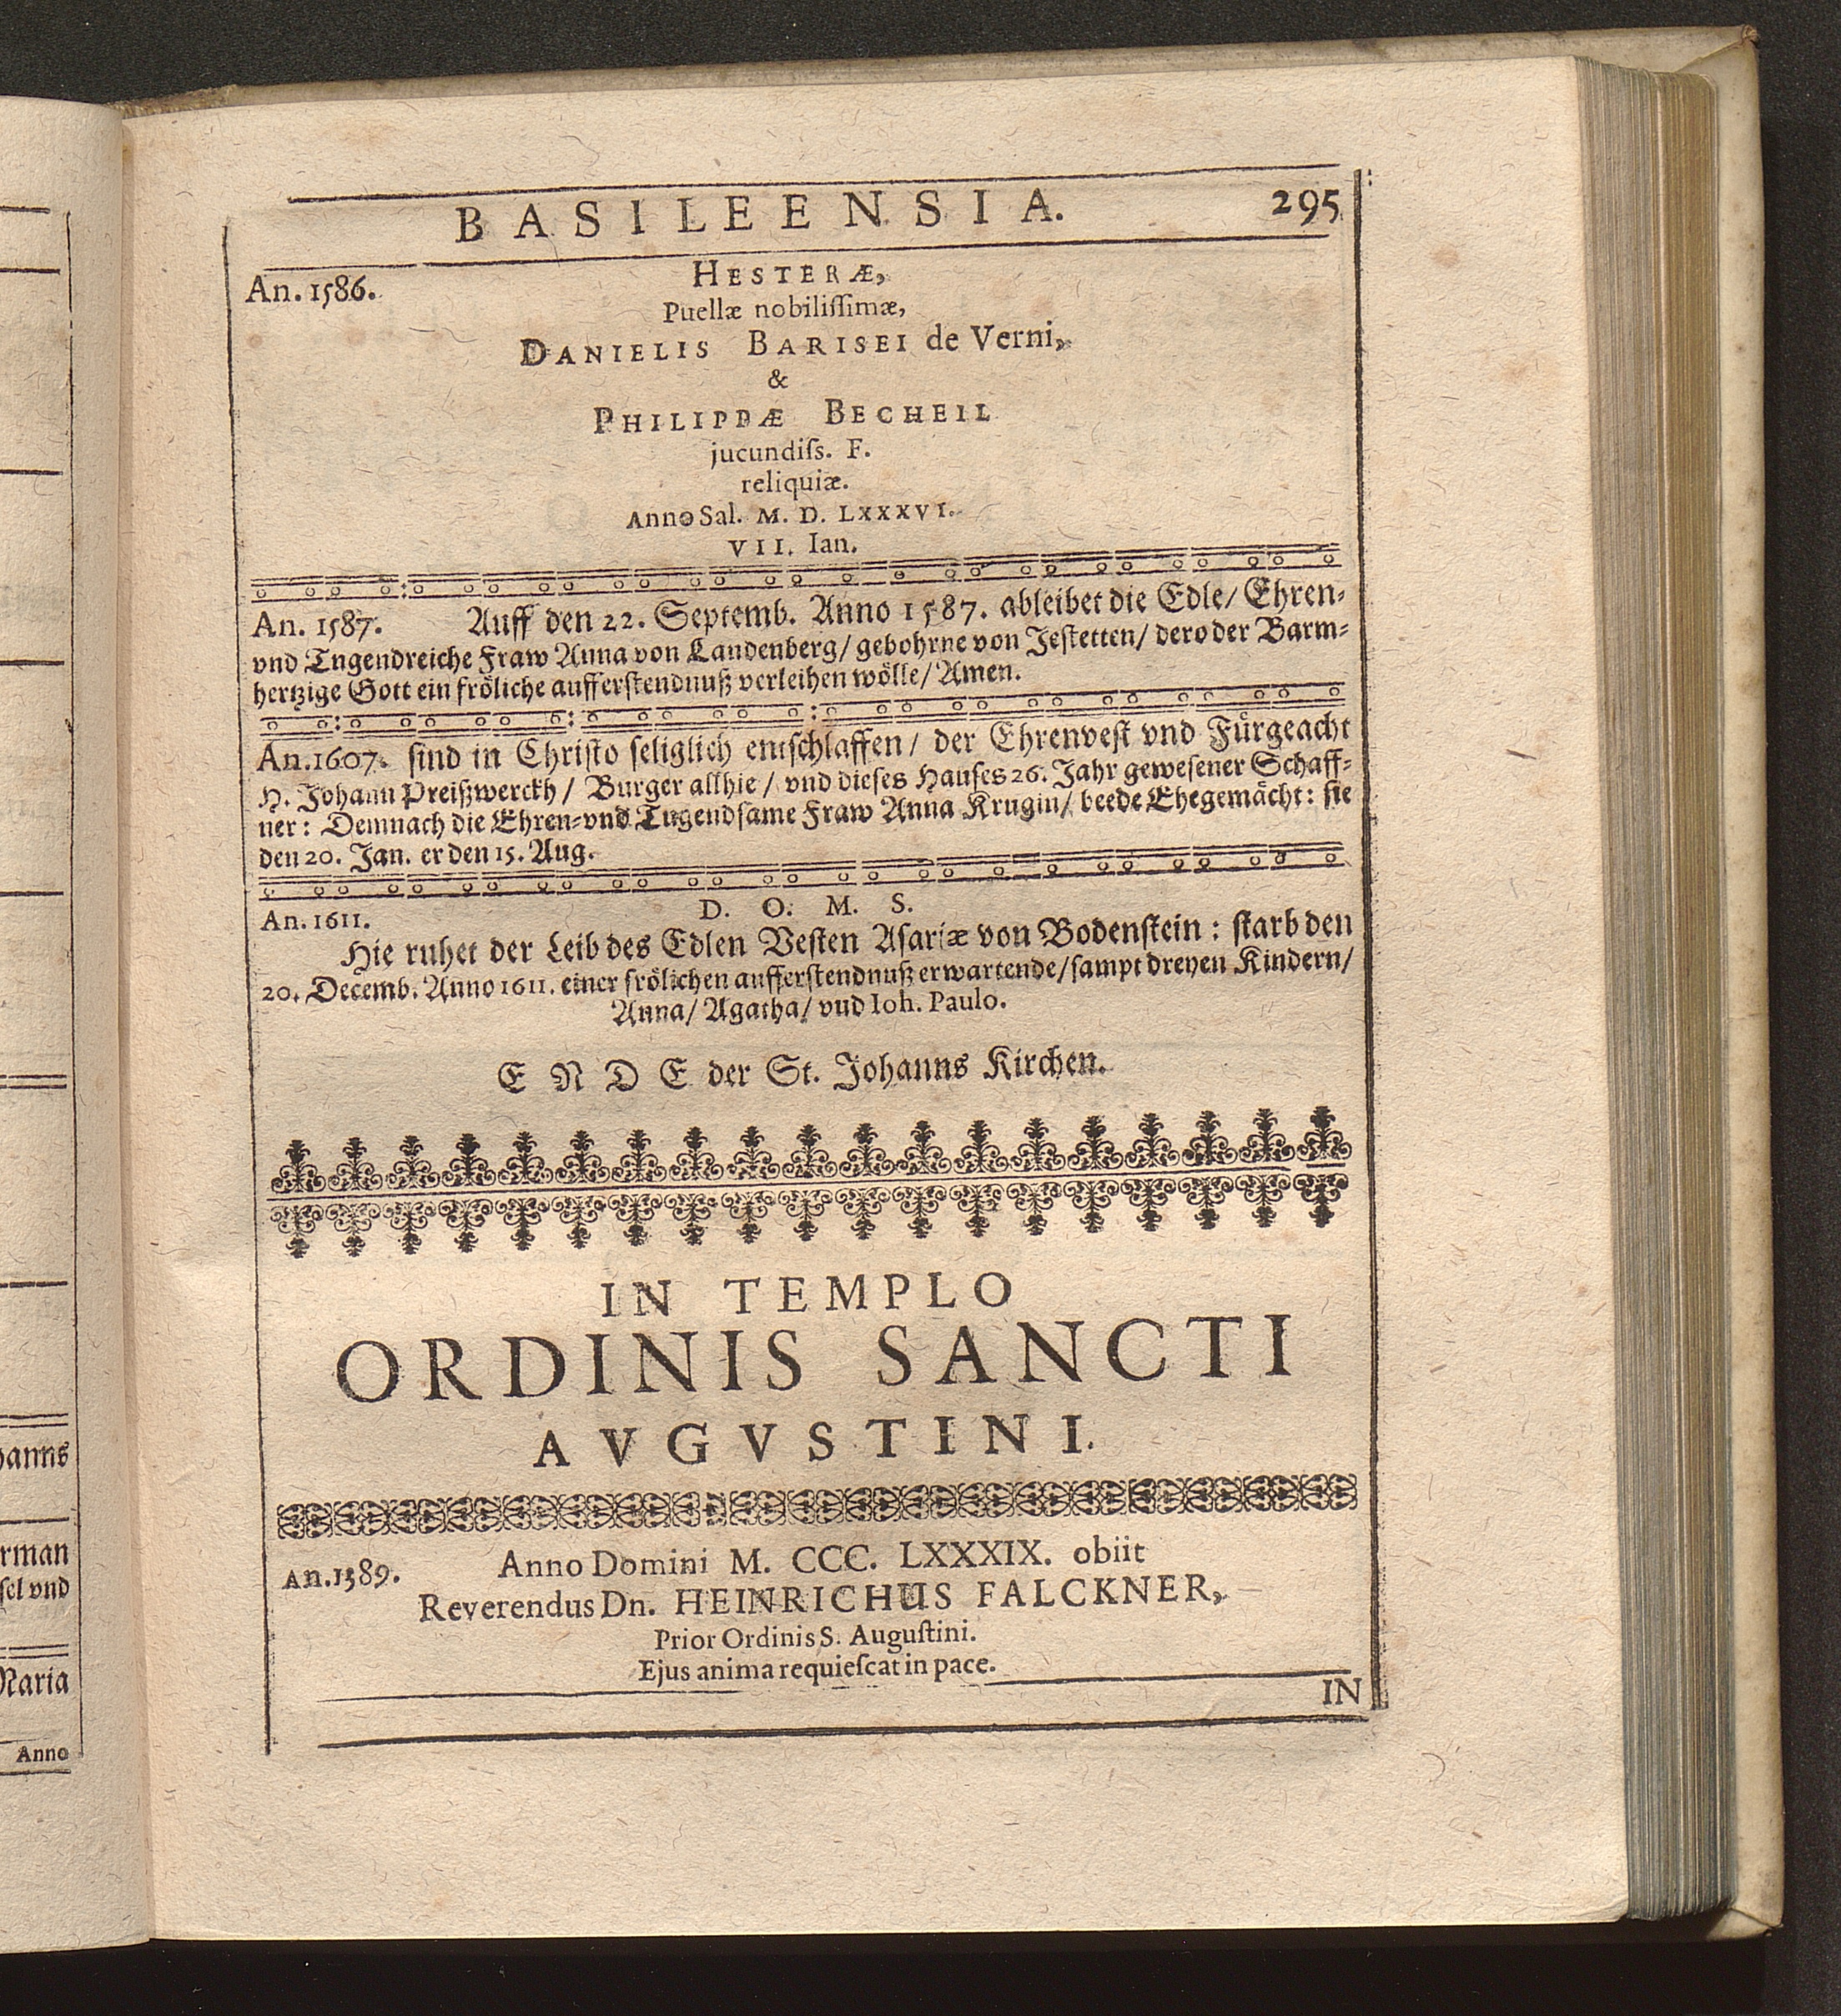 hanns
rman
sel vnd
Maria
Anno
BASILEENSIA. 295
An. 1586. HESTERÆ,
Puellæ nobiliſſimæ,
DANIELIS BARISEI de Verni,
&
PHILIPPÆ BECHEIL
jucundiſs. F.
reliquiæ.
Anno Sal. M. D. LXXXVI.
VII. Ian.
An. 1587. Auff den 22. Septemb. Anno 1587. ableibet die Edle/ Ehren-
vnd Tugendreiche Fraw Anna von Landenberg/ gebohrne von Jeſtetten/ dero der Barm-
hertzige Gott ein fröliche aufferſtendnuß verleihen wölle/ Amen.
An. 1607. ſind in Chriſto ſeliglich entſchlaffen/ der Ehrenveſt vnd Fürgeacht
H. Johann Preißwerckh/ Burger allhie/ vnd dieſes Hauſes 26. Jahr geweſener Schaff-
ner: Demnach die Ehren-vnd Tugendſame Fraw Anna Krugin/ beede Ehegemächt: ſie
den 20. Jan. er den 15. Aug.
D. O. M. S.
An. 1611.
Hie ruhet der Leib des Edlen Veſten Aſariæ von Bodenſtein: ſtarb den
20. Decemb. Anno 1611. einer frölichen aufferſtendnuß erwartende/ ſampt dreyen Kindern/
Anna/ Agatha/ vnd Ioh. Paulo.
ENDE der St. Johanns Kirchen.
IN TEMPLO
ORDINIS SANCTI
AVGVSTINI.
An. 1389. Anno Domini M. CCC. LXXXIX. obiit
Reverendus Dn. HEINRICHUS FALCKNER,
Prior Ordinis S. Auguſtini.
Ejus anima requieſcat in pace.
IN